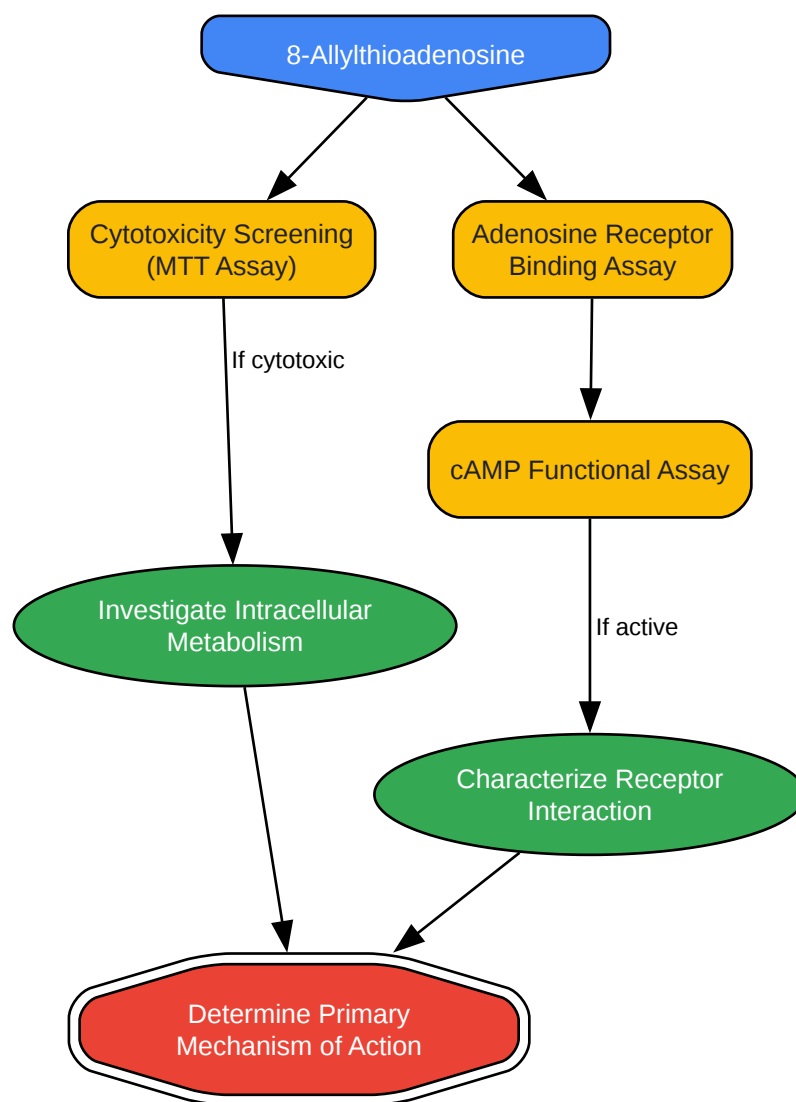 8-Allylthioadenosine
Cytotoxicity Screening
(MTT Assay)
Adenosine Receptor
Binding Assay
If cytotoxic
cAMP Functional Assay
Investigate Intracellular
Metabolism
If active
Characterize Receptor
Interaction
Determine Primary
Mechanism of Action